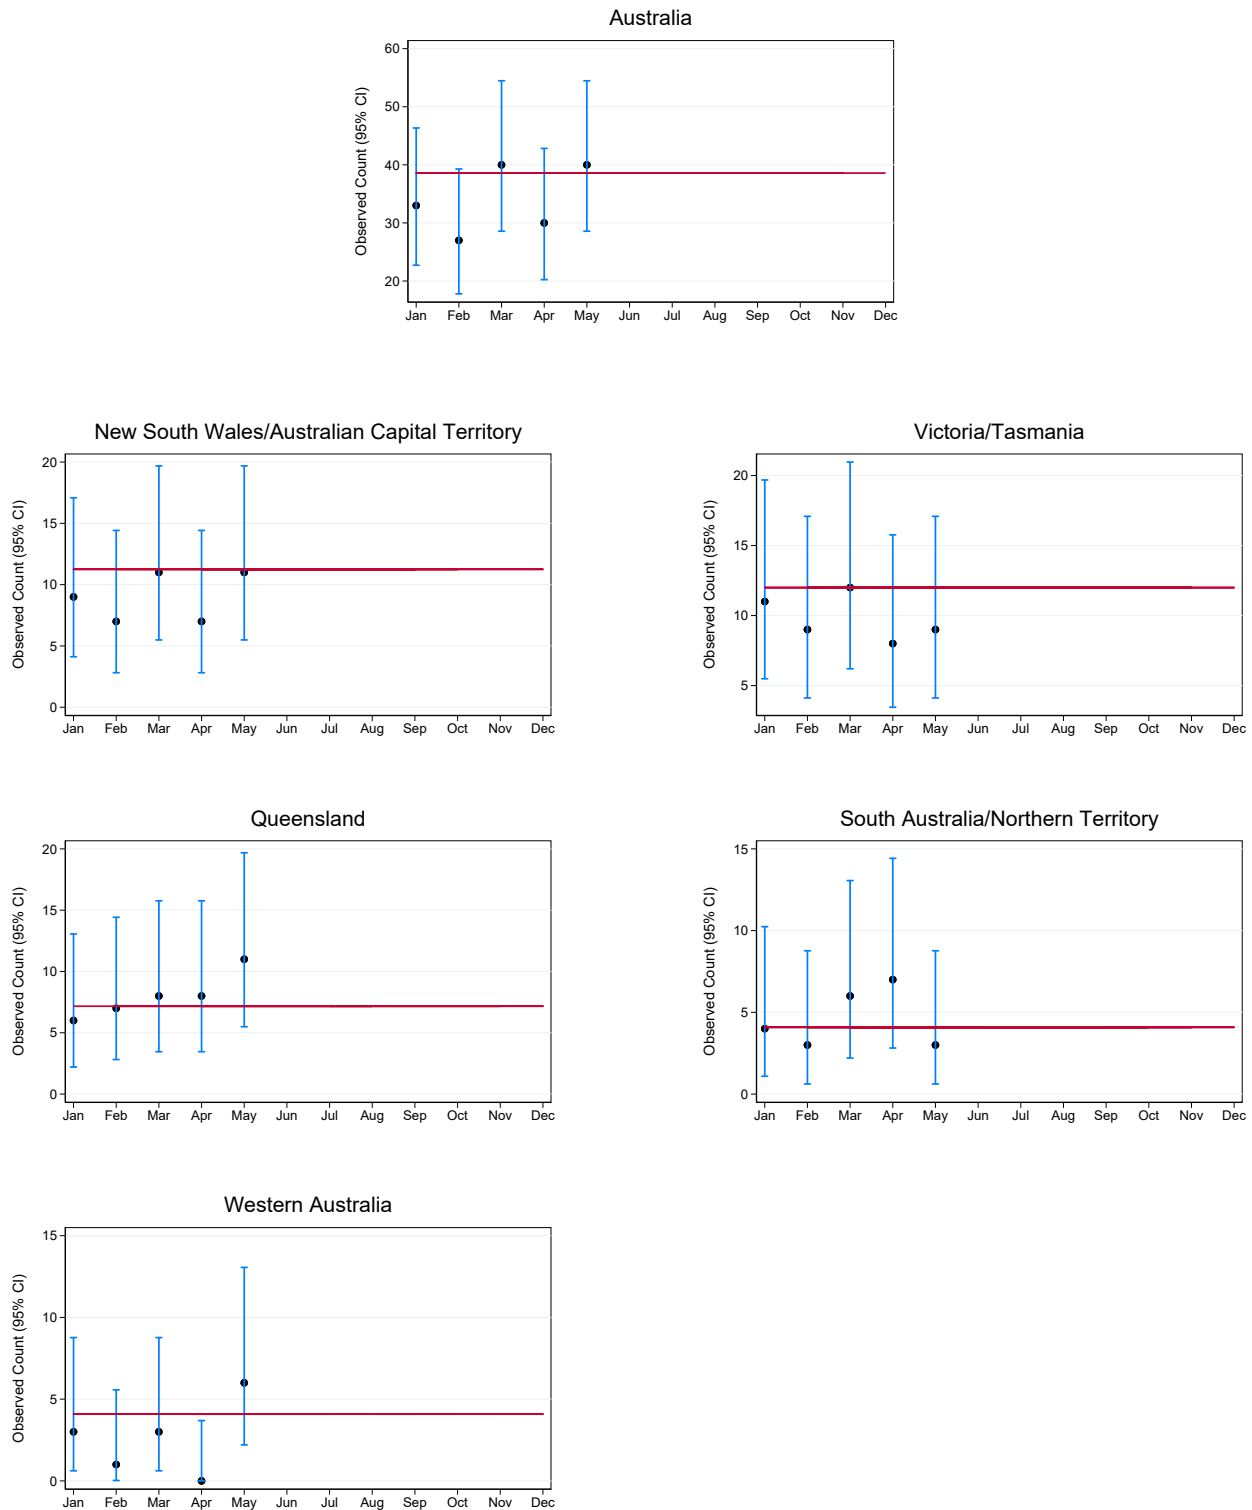 Australia
Observed Count (95% CI)
60
50
40
30
20
Jan Feb Mar Apr May Jun Jul Aug Sep Oct Nov Dec
New South Wales/Australian Capital Territory
Observed Count (95% CI)
20
15
10
5
0
Jan Feb Mar Apr May Jun Jul Aug Sep Oct Nov Dec
Victoria/Tasmania
Observed Count (95% CI)
20
15
10
5
Jan Feb Mar Apr May Jun Jul Aug Sep Oct Nov Dec
Queensland
Observed Count (95% CI)
20
15
10
5
0
Jan Feb Mar Apr May Jun Jul Aug Sep Oct Nov Dec
South Australia/Northern Territory
Observed Count (95% CI)
15
10
5
0
Jan Feb Mar Apr May Jun Jul Aug Sep Oct Nov Dec
Western Australia
Observed Count (95% CI)
15
10
5
0
Jan Feb Mar Apr May Jun Jul Aug Sep Oct Nov Dec